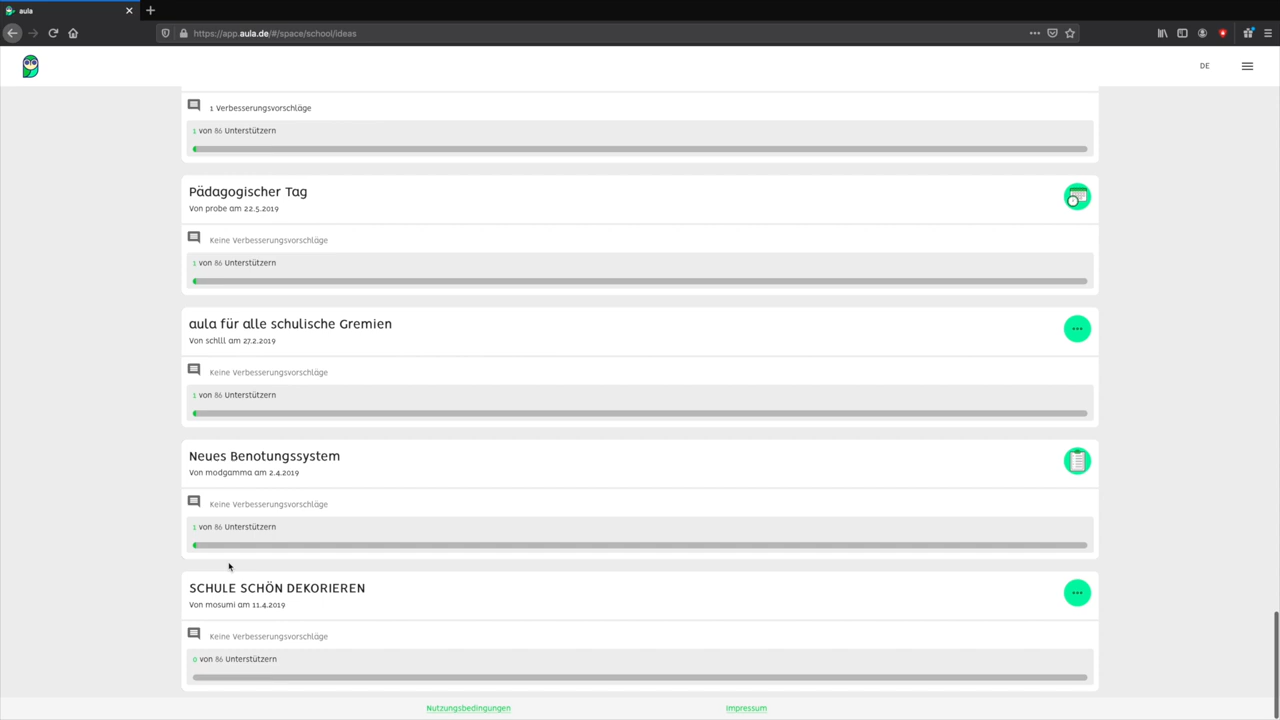 aula
https://app.aula.de/#/space/school/ideas
DE
1 Verbesserungsvorschläge
1 von 86 Unterstützern
Pädagogischer Tag
Von probe am 22.5.2019
Keine Verbesserungsvorschläge
1 von 86 Unterstützern
aula für alle schulische Gremien
Von schlll am 27.2.2019
Keine Verbesserungsvorschläge
1 von 86 Unterstützern
Neues Benotungssystem
Von modgamma am 2.4.2019
Keine Verbesserungsvorschläge
1 von 86 Unterstützern
SCHULE SCHÖN DEKORIEREN
Von mosumi am 11.4.2019
Keine Verbesserungsvorschläge
0 von 86 Unterstützern
Nutzungsbedingungen Impressum